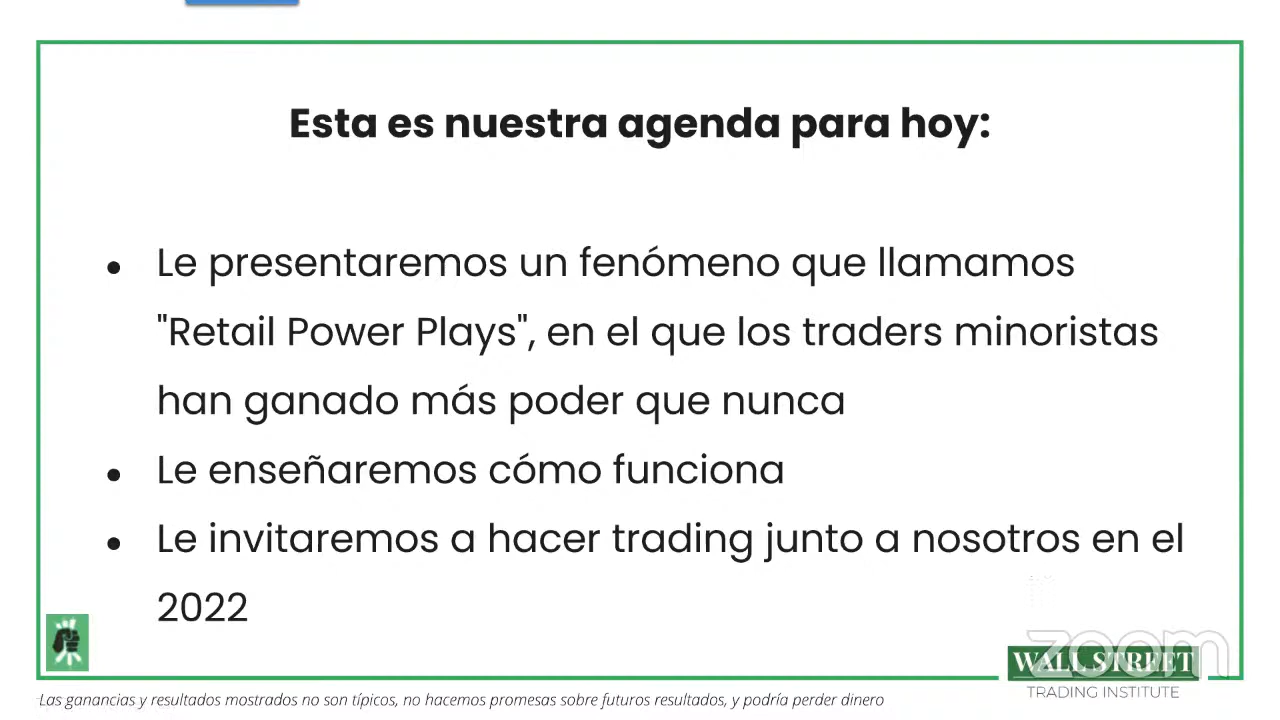 Esta es nuestra agenda para hoy:
• Le presentaremos un fenómeno que llamamos
"Retail Power Plays", en el que los traders minoristas
han ganado más poder que nunca
• Le enseñaremos cómo funciona
• Le invitaremos a hacer trading junto a nosotros en el
2022
zoom
WALL STREET
TRADING INSTITUTE
Las ganancias y resultados mostrados no son típicos, no hacemos promesas sobre futuros resultados, y podría perder dinero